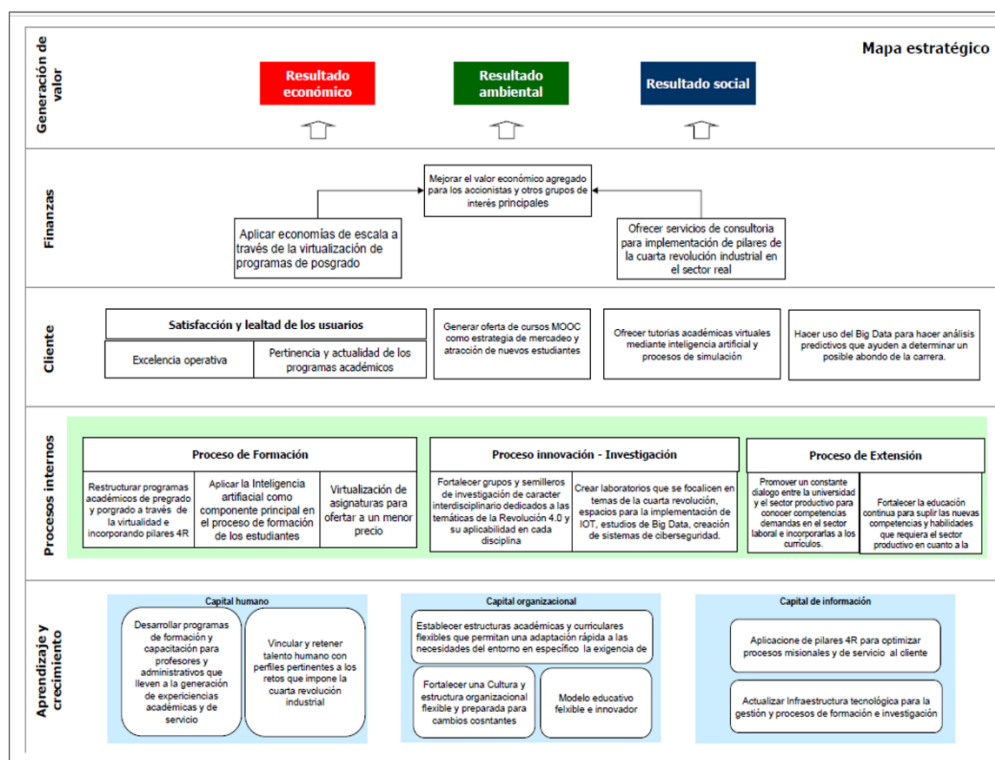 Mapa estratégico
Generación de
valor
Resultado
económico
Resultado
ambiental
Resultado social
Finanzas
Mejorar el valor económico agregado
para los accionistas y otros grupos de
interés principales
Aplicar economías de escala a
través de la virtualización de
programas de posgrado
Ofrecer servicios de consultoria
para implementación de pilares de
la cuarta revolución industrial en
el sector real
Cliente
Satisfacción y lealtad de los usuarios
Excelencia operativa
Pertinencia y actualidad de los
programas académicos
Generar oferta de cursos MOOC
como estrategia de mercadeo y
atracción de nuevos estudiantes
Ofrecer tutorias académicas virtuales
mediante inteligencia artificial y
procesos de simulación
Hacer uso del Big Data para hacer análisis
predictivos que ayuden a determinar un
posible abondo de la carrera.
Procesos internos
Proceso de Formación
Restructurar programas
académicos de pregrado
y porgrado a través de
la virtualidad e
incorporando pilares 4R
Aplicar la Inteligencia
artifiacial como
componente principal en
el proceso de formación
de los estudiantes
Virtualización de
asignaturas para
ofertar a un menor
precio
Proceso innovación - Investigación
Fortalecer grupos y semilleros
de investigación de caracter
interdisciplinario dedicados a las
temáticas de la Revolución 4.0 y
su aplicabilidad en cada
disciplina
Crear laboratorios que se focalicen en
temas de la cuarta revolución,
espacios para la implementación de
IOT, estudios de Big Data, creación
de sistemas de ciberseguridad.
Proceso de Extensión
Promover un constante
dialogo entre la universidad
y el sector productivo para
conocer competencias
demandas en el sector
laboral e incorporarlas a los
currículos.
Fortalecer la educación
continua para suplir las nuevas
competencias y habilidades
que requiera el sector
productivo en cuanto a la
Aprendizaje y
crecimiento
Capital humano
Desarrollar programas
de formación y
capacitación para
profesores y
administrativos que
lleven a la generación
de expericiencias
académicas y de
servicio
Vincular y retener
talento humano con
perfiles pertinentes a los
retos que impone la
cuarta revolución
industrial
Capital organizacional
Establecer estructuras académicas y curriculares
flexibles que permitan una adaptación rápida a las
necesidades del entorno en específico la exigencia de
Fortalecer una Cultura y
estructura organizacional
flexible y preparada para
cambios cosntantes
Modelo educativo
felxible e innovador
Capital de información
Aplicacione de pilares 4R para optimizar
procesos misionales y de servicio al cliente
Actualizar Infraestructura tecnológica para la
gestión y procesos de formación e investigación